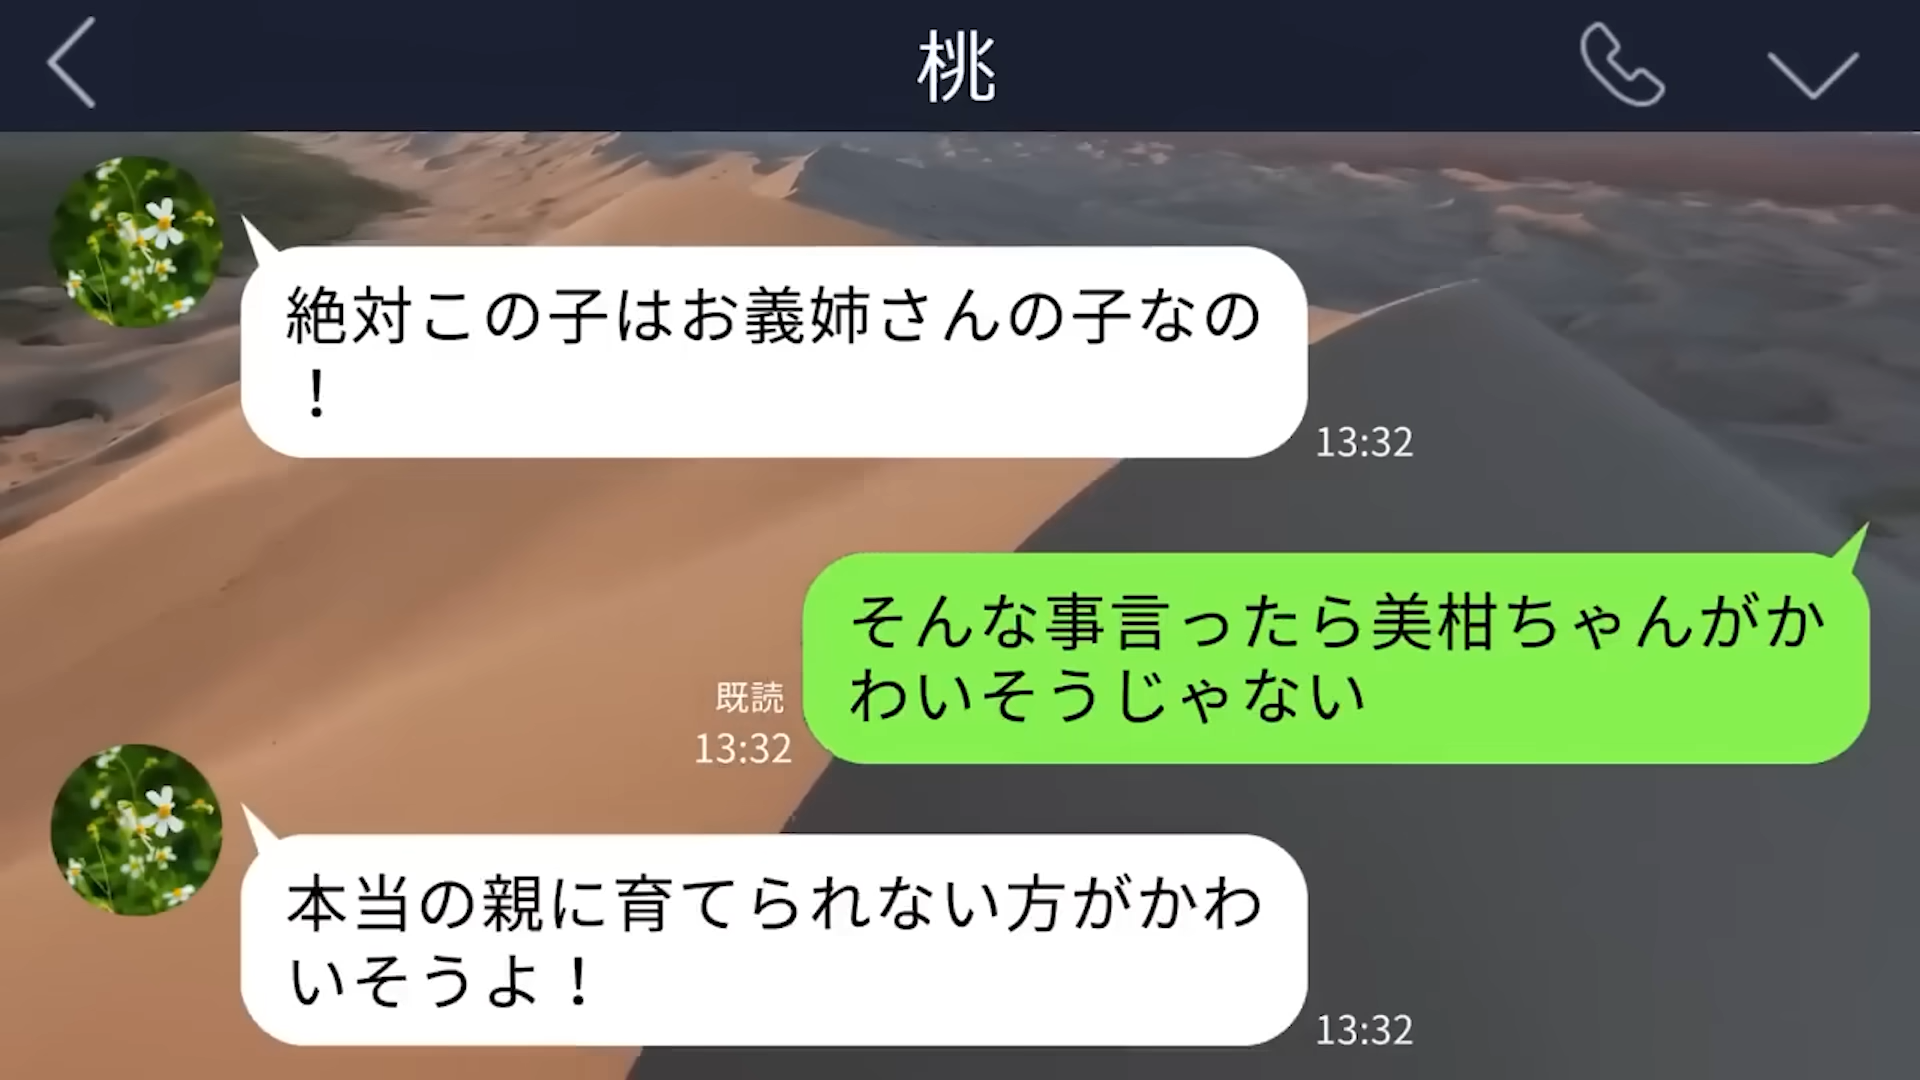 桃
絶対この子はお義姉さんの子なの
！
13:32
そんな事言ったら美柑ちゃんがか
わいそうじゃない
既読
13:32
本当の親に育てられない方がかわ
いそうよ！
13:32